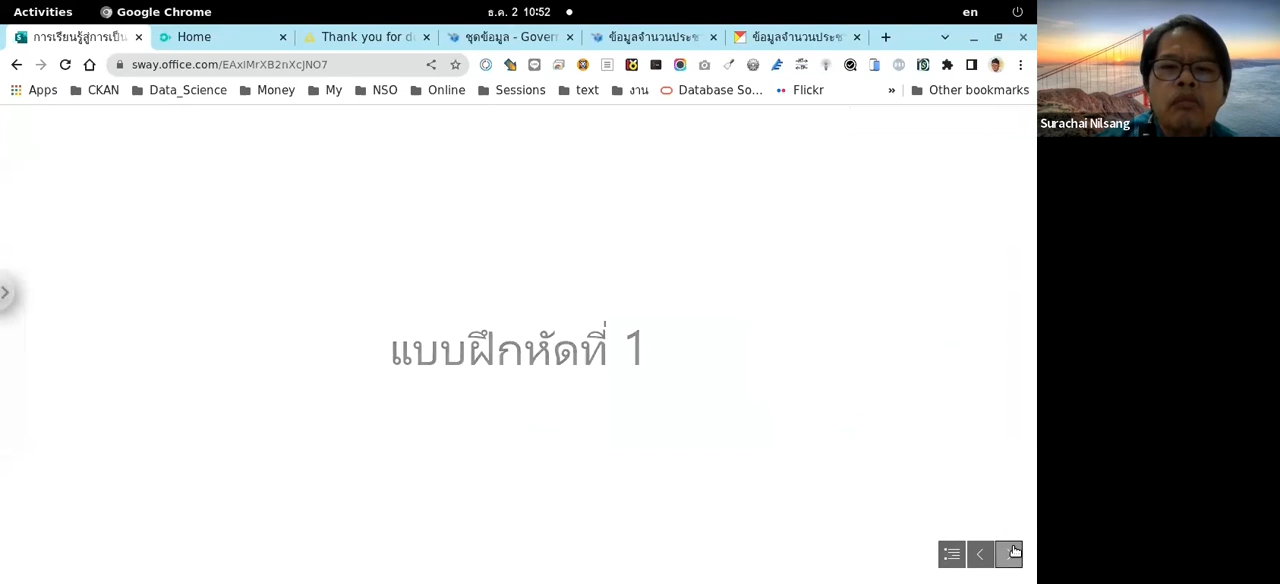 Activities
Google Chrome
ธ.ค. 2 10:52
en
การเรียนรู้สู่การเป็น
Home
Thank you for d
ชุดข้อมูล - Gover
ข้อมูลจำนวนประช
ข้อมูลจำนวนประช
sway.office.com/EAxIMrXB2nXcJNO7
Apps
CKAN
Data_Science
Money
My
NSO
Online
Sessions
text
งาน
Database So...
Flickr
»
Other bookmarks
Surachai Nilsang
แบบฝึกหัดที่ 1